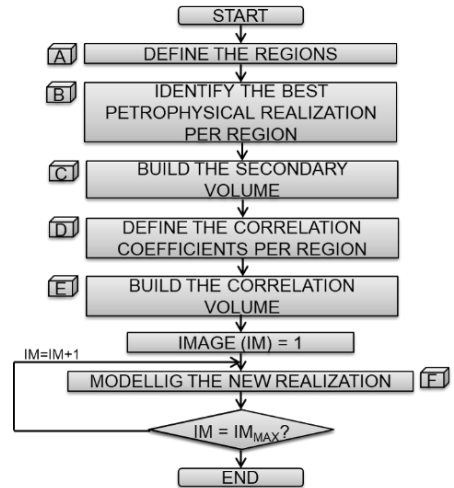 START
A
DEFINE THE REGIONS
B
IDENTIFY THE BEST
PETROPHYSICAL REALIZATION
PER REGION
C
BUILD THE SECONDARY
VOLUME
D
DEFINE THE CORRELATION
COEFFICIENTS PER REGION
E
BUILD THE CORRELATION
VOLUME
IMAGE (IM) = 1
IM=IM+1
MODELLIG THE NEW REALIZATION
F
IM = IMMAX?
END